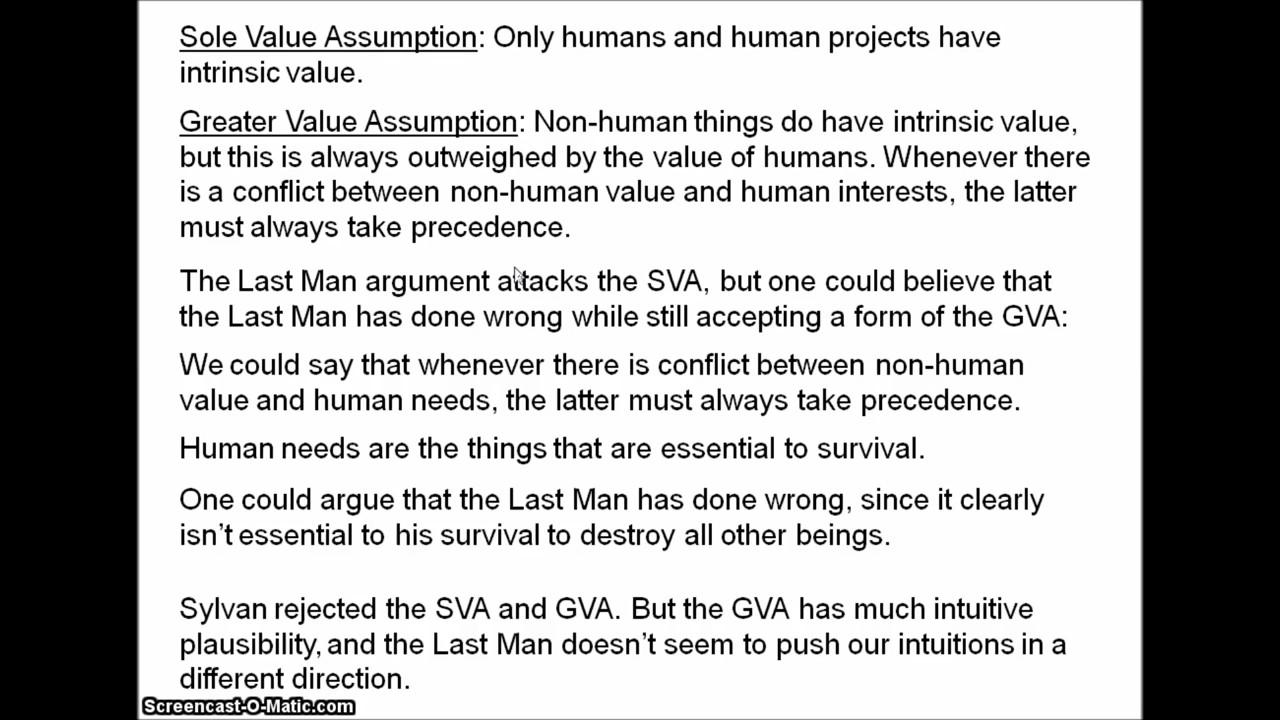 Sole Value Assumption: Only humans and human projects have
intrinsic value.
Greater Value Assumption: Non-human things do have intrinsic value,
but this is always outweighed by the value of humans. Whenever there
is a conflict between non-human value and human interests, the latter
must always take precedence.
The Last Man argument attacks the SVA, but one could believe that
the Last Man has done wrong while still accepting a form of the GVA:
We could say that whenever there is conflict between non-human
value and human needs, the latter must always take precedence.
Human needs are the things that are essential to survival.
One could argue that the Last Man has done wrong, since it clearly
isn't essential to his survival to destroy all other beings.
Sylvan rejected the SVA and GVA. But the GVA has much intuitive
plausibility, and the Last Man doesn't seem to push our intuitions in a
different direction.
Screencast-O-Matic.com